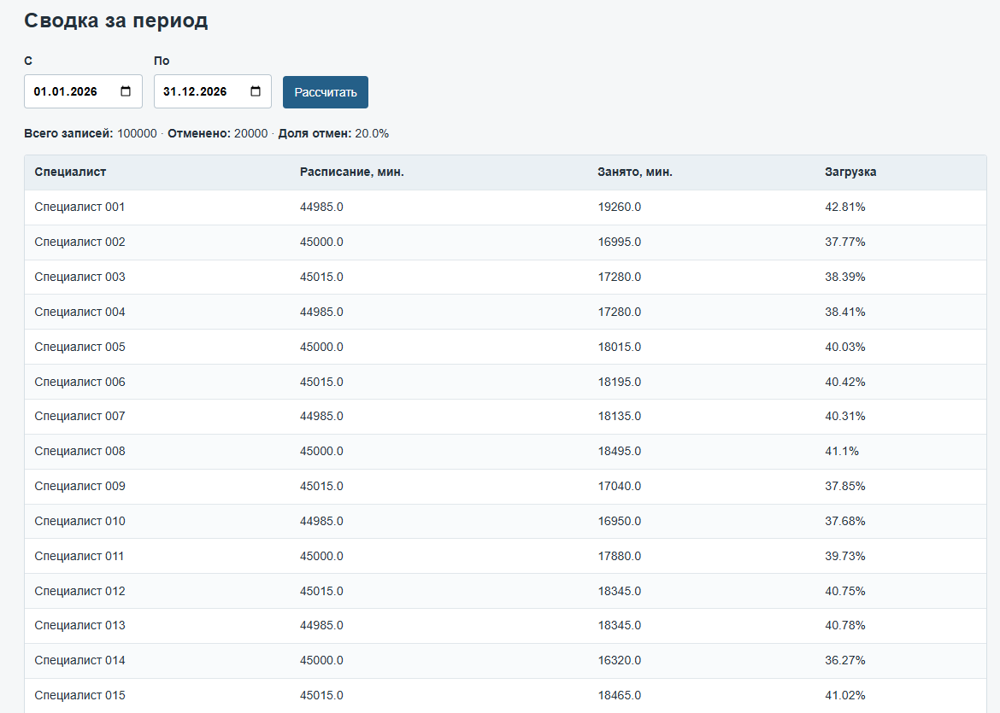 Сводка за период
С По
01.01.2026 31.12.2026 Рассчитать
Всего записей: 100000 · Отменено: 20000 · Доля отмен: 20.0%
Специалист Расписание, мин. Занято, мин. Загрузка
Специалист 001 44985.0 19260.0 42.81%
Специалист 002 45000.0 16995.0 37.77%
Специалист 003 45015.0 17280.0 38.39%
Специалист 004 44985.0 17280.0 38.41%
Специалист 005 45000.0 18015.0 40.03%
Специалист 006 45015.0 18195.0 40.42%
Специалист 007 44985.0 18135.0 40.31%
Специалист 008 45000.0 18495.0 41.1%
Специалист 009 45015.0 17040.0 37.85%
Специалист 010 44985.0 16950.0 37.68%
Специалист 011 45000.0 17880.0 39.73%
Специалист 012 45015.0 18345.0 40.75%
Специалист 013 44985.0 18345.0 40.78%
Специалист 014 45000.0 16320.0 36.27%
Специалист 015 45015.0 18465.0 41.02%